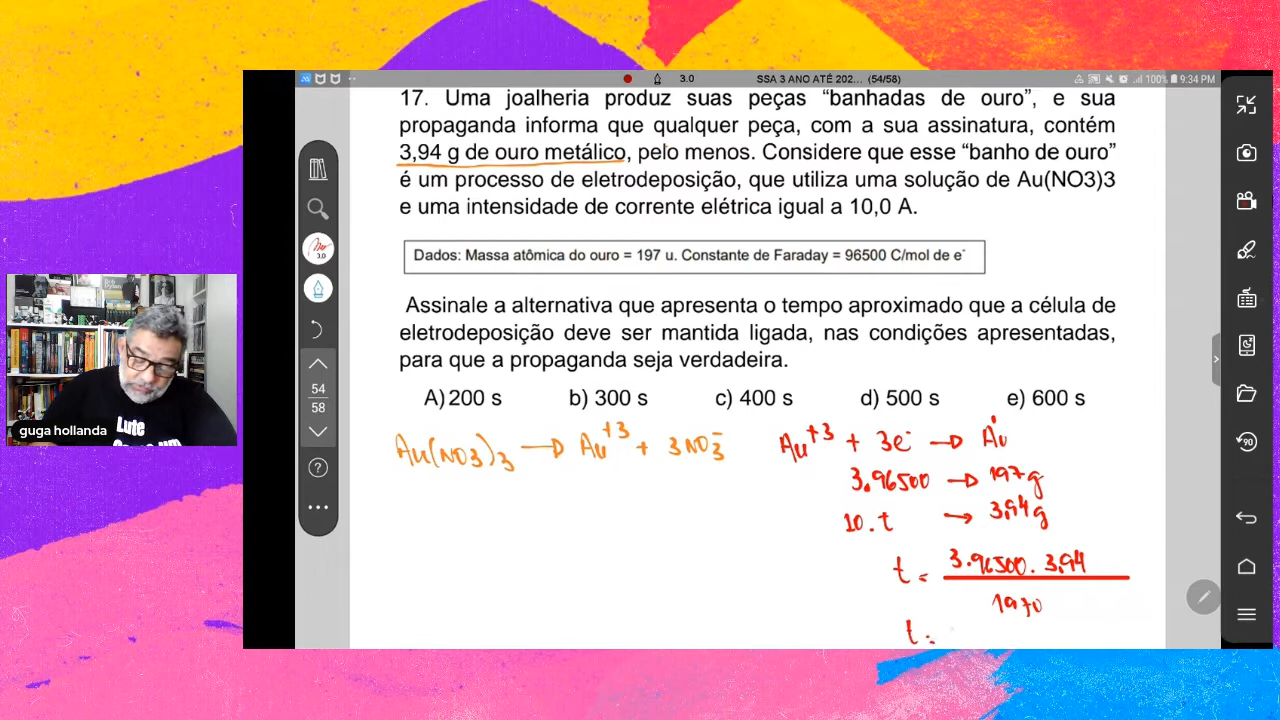 3.0
SSA 3 ANO ATÉ 202... (54/58)
100%
9:34 PM
17. Uma joalheria produz suas peças “banhadas de ouro”, e sua
propaganda informa que qualquer peça, com a sua assinatura, contém
3,94 g de ouro metálico, pelo menos. Considere que esse “banho de ouro”
é um processo de eletrodeposição, que utiliza uma solução de Au(NO3)3
e uma intensidade de corrente elétrica igual a 10,0 A.
Dados: Massa atômica do ouro = 197 u. Constante de Faraday = 96500 C/mol de e-
Assinale a alternativa que apresenta o tempo aproximado que a célula de
eletrodeposição deve ser mantida ligada, nas condições apresentadas,
para que a propaganda seja verdadeira.
A) 200 s b) 300 s c) 400 s d) 500 s e) 600 s
Au(NO3)3 → Au+3 + 3NO3-
Au+3 + 3e- → Au
3.96500 → 197g
10.t → 3,94g
t = 3.96500.3,94
1970
t =
3.0
54
58
guga hollanda
Lute
90